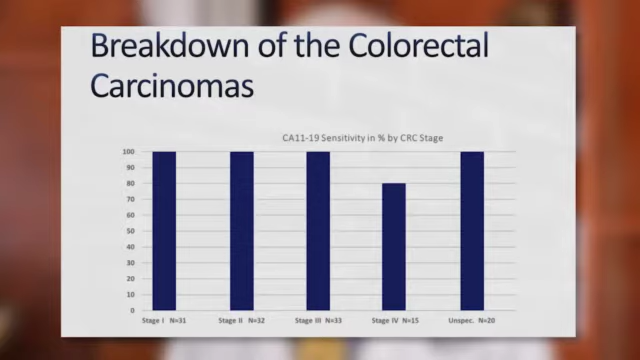 Breakdown of the Colorectal
Carcinomas
CA11-19 Sensitivity in % by CRC Stage
100
90
80
70
60
50
40
30
20
10
0
Stage I N=31
Stage II N=32
Stage III N=33
Stage IV N=15
Unspec. N=20